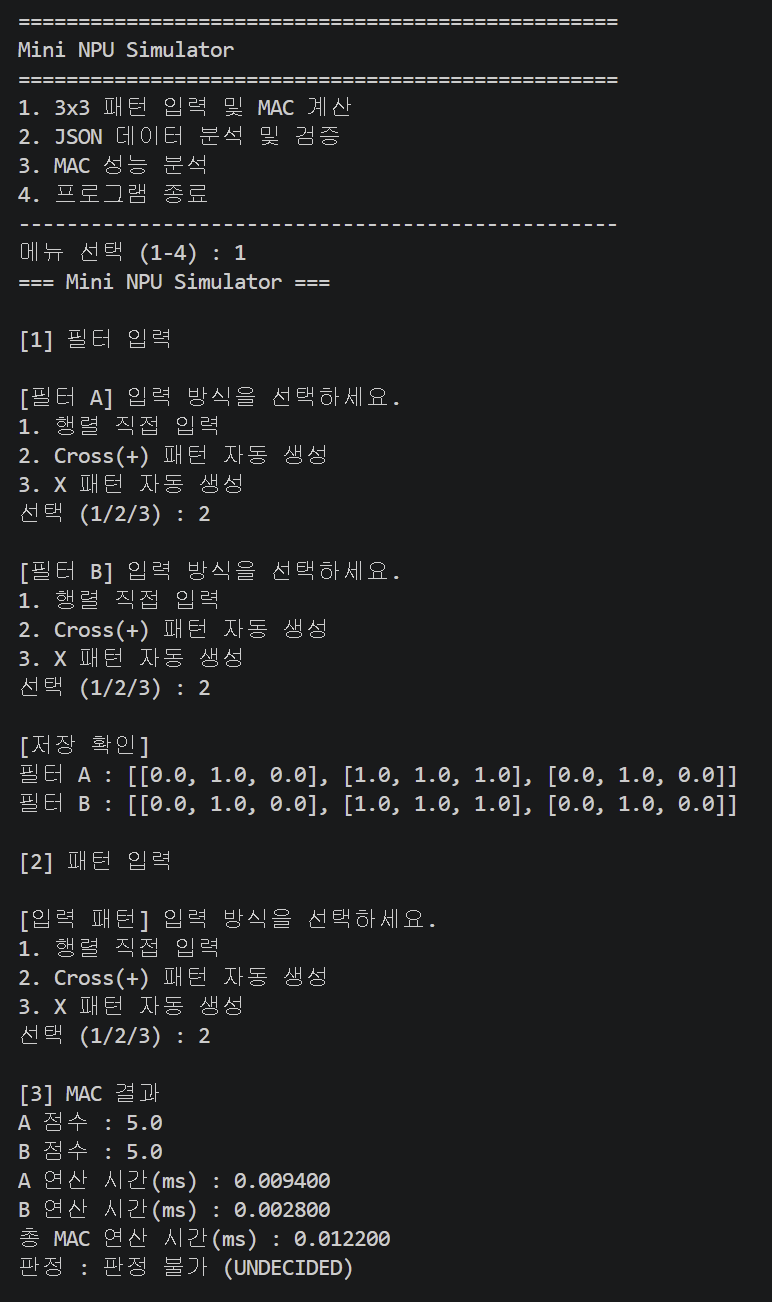 ==================================================
Mini NPU Simulator
==================================================
1. 3x3 패턴 입력 및 MAC 계산
2. JSON 데이터 분석 및 검증
3. MAC 성능 분석
4. 프로그램 종료
--------------------------------------------------
메뉴 선택 (1-4) : 1
=== Mini NPU Simulator ===
[1] 필터 입력
[필터 A] 입력 방식을 선택하세요.
1. 행렬 직접 입력
2. Cross(+) 패턴 자동 생성
3. X 패턴 자동 생성
선택 (1/2/3) : 2
[필터 B] 입력 방식을 선택하세요.
1. 행렬 직접 입력
2. Cross(+) 패턴 자동 생성
3. X 패턴 자동 생성
선택 (1/2/3) : 2
[저장 확인]
필터 A : [[0.0, 1.0, 0.0], [1.0, 1.0, 1.0], [0.0, 1.0, 0.0]]
필터 B : [[0.0, 1.0, 0.0], [1.0, 1.0, 1.0], [0.0, 1.0, 0.0]]
[2] 패턴 입력
[입력 패턴] 입력 방식을 선택하세요.
1. 행렬 직접 입력
2. Cross(+) 패턴 자동 생성
3. X 패턴 자동 생성
선택 (1/2/3) : 2
[3] MAC 결과
A 점수 : 5.0
B 점수 : 5.0
A 연산 시간(ms) : 0.009400
B 연산 시간(ms) : 0.002800
총 MAC 연산 시간(ms) : 0.012200
판정 : 판정 불가 (UNDECIDED)